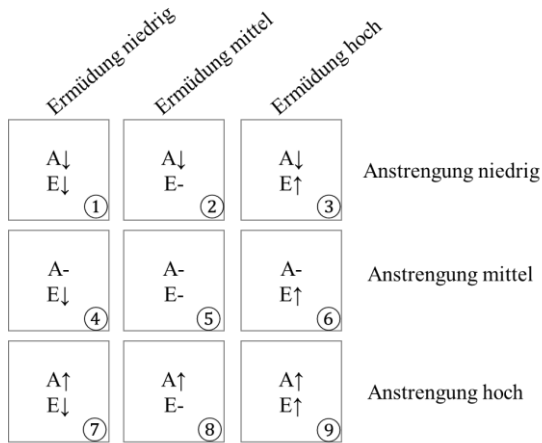 Ermüdung niedrig
Ermüdung mittel
Ermüdung hoch
A↓
E↓
①
A↓
E-
②
A↓
E↑
③
Anstrengung niedrig
A-
E↓
④
A-
E-
⑤
A-
E↑
⑥
Anstrengung mittel
A↑
E↓
⑦
A↑
E-
⑧
A↑
E↑
⑨
Anstrengung hoch